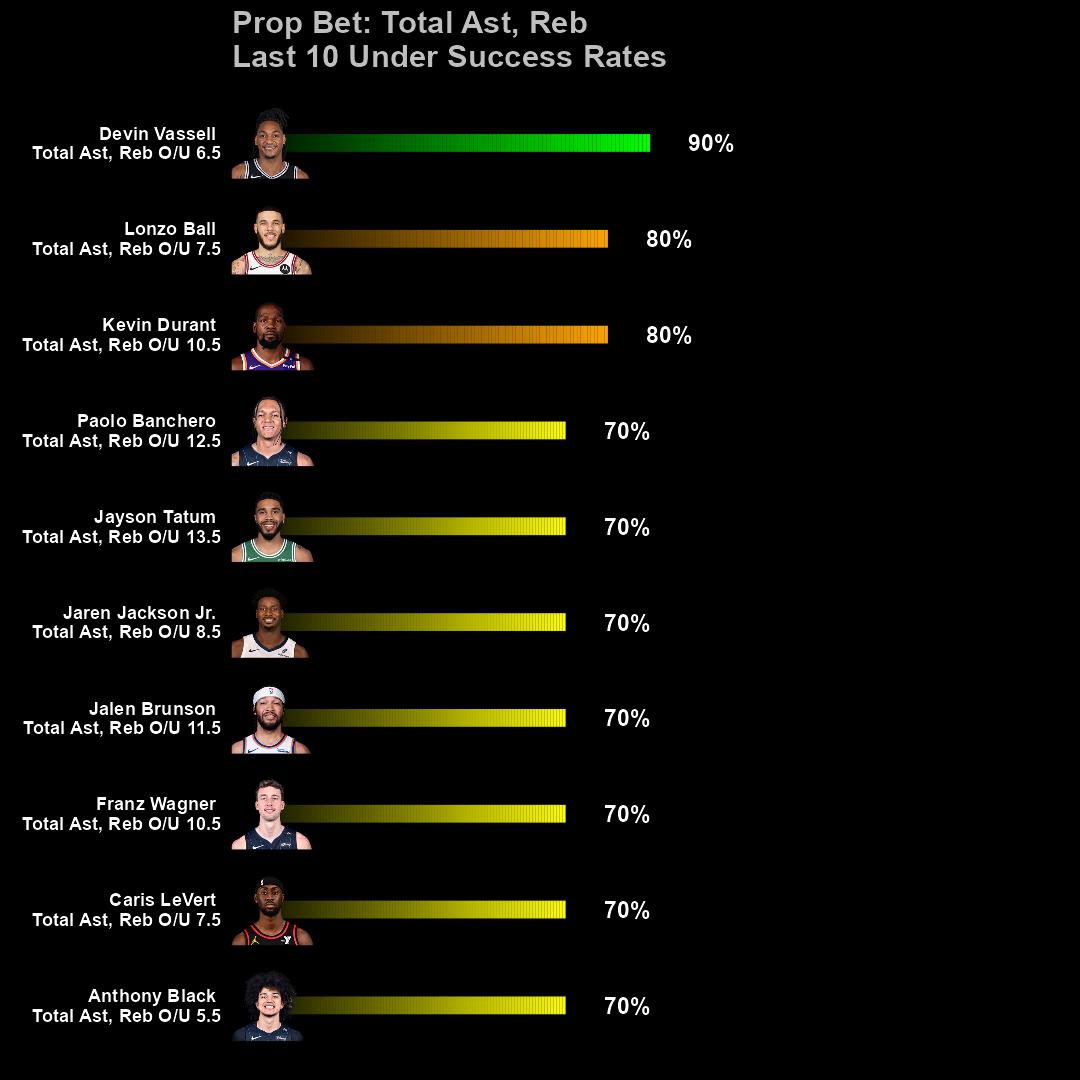 Prop Bet: Total Ast, Reb
Last 10 Under Success Rates
Devin Vassell
Total Ast, Reb O/U 6.5
90%
Lonzo Ball
Total Ast, Reb O/U 7.5
80%
Kevin Durant
Total Ast, Reb O/U 10.5
80%
Paolo Banchero
Total Ast, Reb O/U 12.5
70%
Jayson Tatum
Total Ast, Reb O/U 13.5
70%
Jaren Jackson Jr.
Total Ast, Reb O/U 8.5
70%
Jalen Brunson
Total Ast, Reb O/U 11.5
70%
Franz Wagner
Total Ast, Reb O/U 10.5
70%
Caris LeVert
Total Ast, Reb O/U 7.5
70%
Anthony Black
Total Ast, Reb O/U 5.5
70%